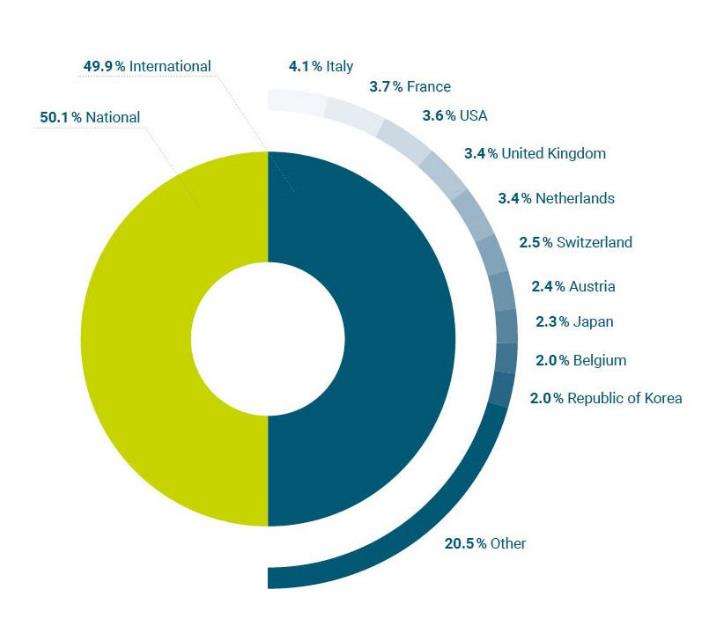 49.9% International
50.1% National
4.1% Italy
3.7% France
3.6% USA
3.4% United Kingdom
3.4% Netherlands
2.5% Switzerland
2.4% Austria
2.3% Japan
2.0% Belgium
2.0% Republic of Korea
20.5% Other